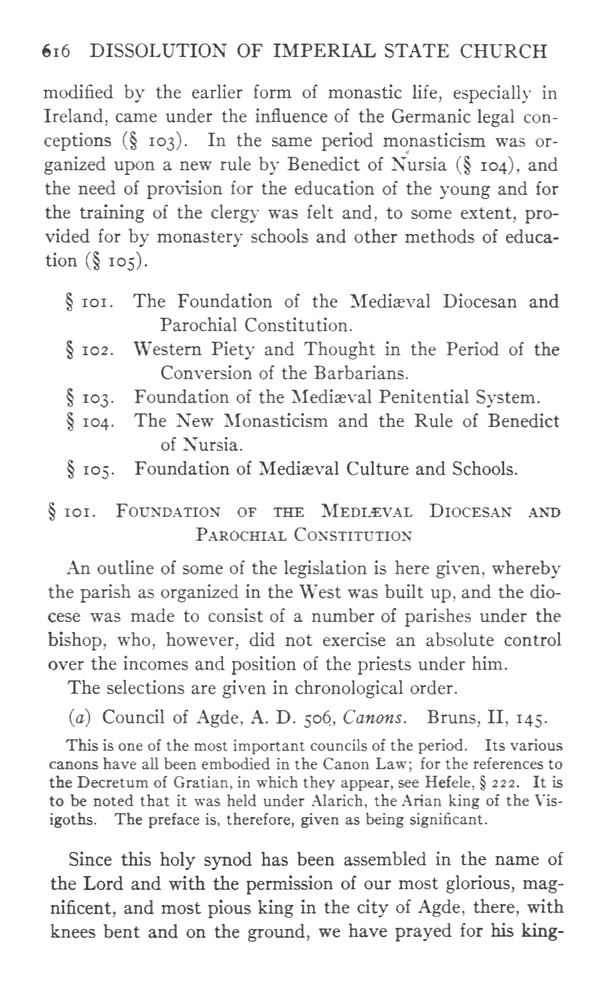 616 DISSOLUTION OF IMPERIAL STATE CHURCH
modified by the earlier form of monastic life, especially in
Ireland, came under the influence of the Germanic legal con-
ceptions (§ 103). In the same period monasticism was or-
ganized upon a new rule by Benedict of Nursia (§ 104), and
the need of provision for the education of the young and for
the training of the clergy was felt and, to some extent, pro-
vided for by monastery schools and other methods of educa-
tion (§ 105).
§ 101. The Foundation of the Mediæval Diocesan and
Parochial Constitution.
§ 102. Western Piety and Thought in the Period of the
Conversion of the Barbarians.
§ 103. Foundation of the Mediæval Penitential System.
§ 104. The New Monasticism and the Rule of Benedict
of Nursia.
§ 105. Foundation of Mediæval Culture and Schools.
§ 101. FOUNDATION OF THE MEDIÆVAL DIOCESAN AND
PAROCHIAL CONSTITUTION
An outline of some of the legislation is here given, whereby
the parish as organized in the West was built up, and the dio-
cese was made to consist of a number of parishes under the
bishop, who, however, did not exercise an absolute control
over the incomes and position of the priests under him.
The selections are given in chronological order.
(a) Council of Agde, A. D. 506, Canons. Bruns, II, 145.
This is one of the most important councils of the period. Its various
canons have all been embodied in the Canon Law; for the references to
the Decretum of Gratian, in which they appear, see Hefele, § 222. It is
to be noted that it was held under Alarich, the Arian king of the Vis-
igoths. The preface is, therefore, given as being significant.
Since this holy synod has been assembled in the name of
the Lord and with the permission of our most glorious, mag-
nificent, and most pious king in the city of Agde, there, with
knees bent and on the ground, we have prayed for his king-